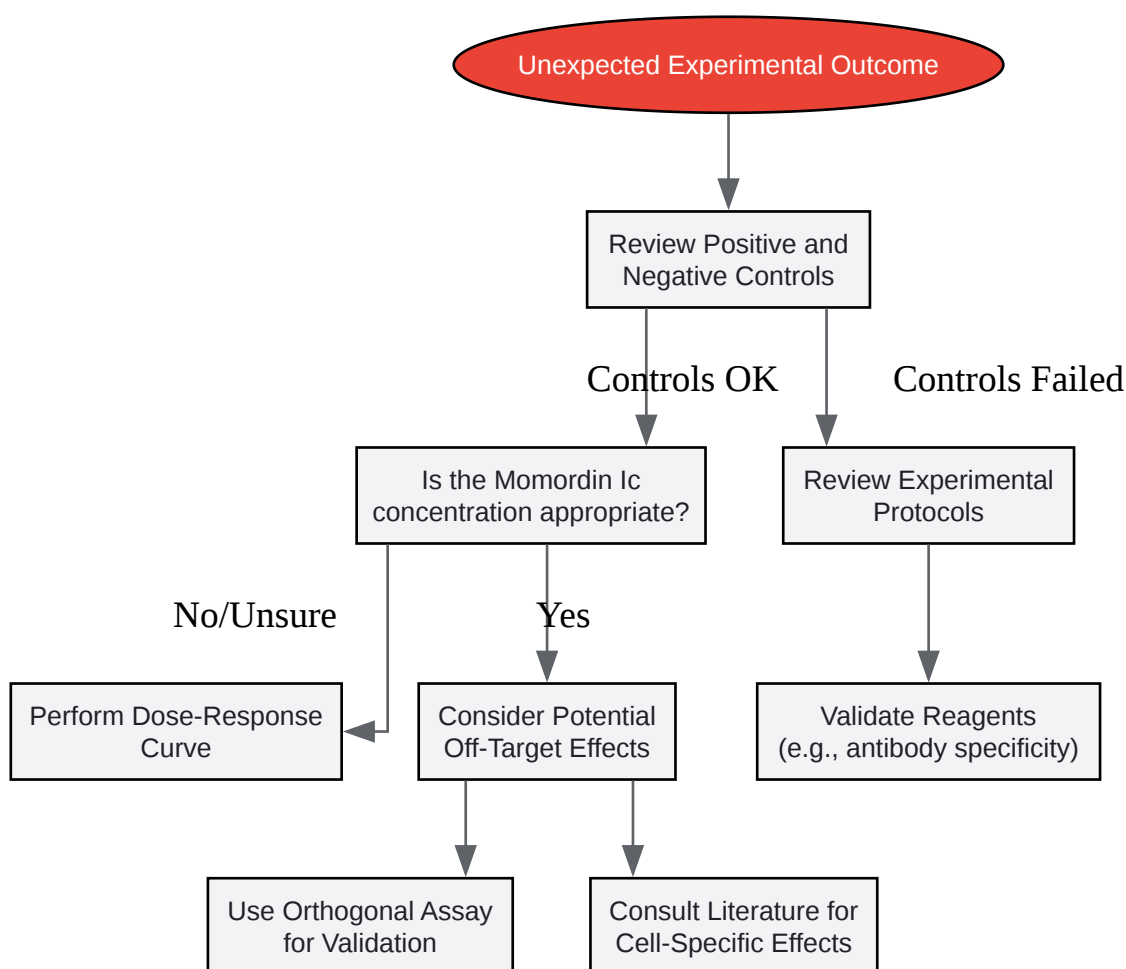 Unexpected Experimental Outcome
Review Positive and
Negative Controls
Controls OK
Controls Failed
Is the Momordin Ic
concentration appropriate?
Review Experimental
Protocols
No/Unsure
Yes
Perform Dose-Response
Curve
Consider Potential
Off-Target Effects
Validate Reagents
(e.g., antibody specificity)
Use Orthogonal Assay
for Validation
Consult Literature for
Cell-Specific Effects